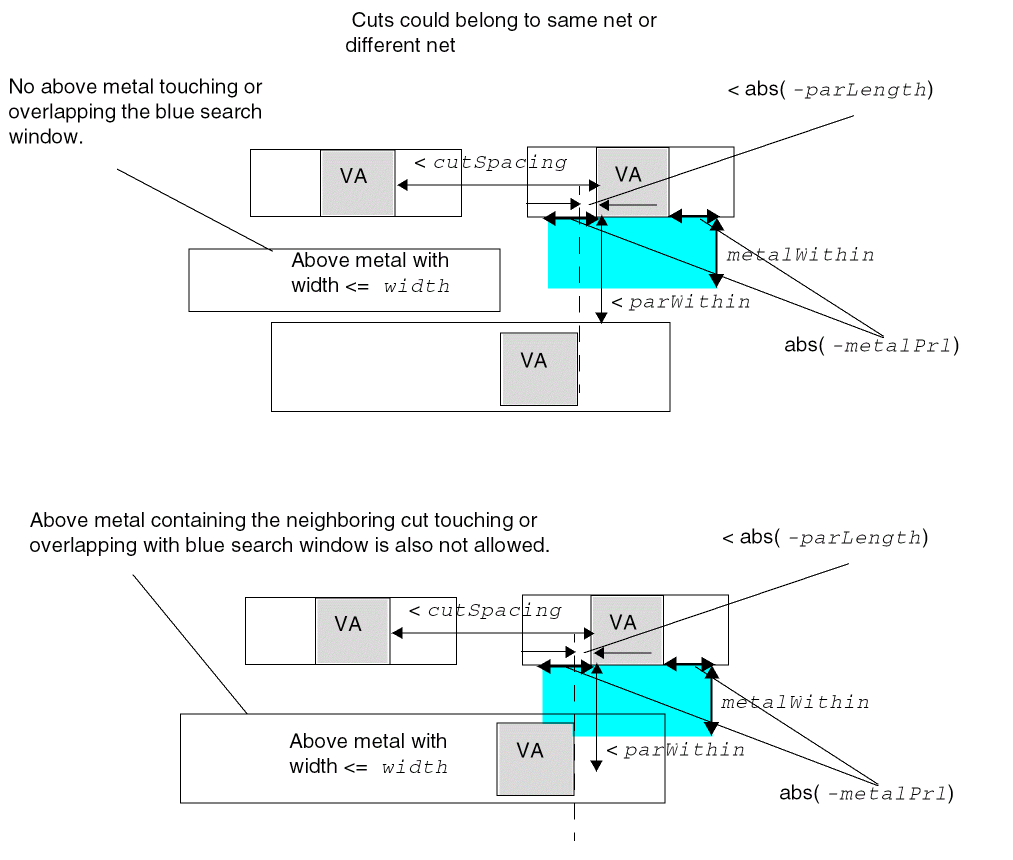 Cuts could belong to same net or
different net
No above metal touching or
overlapping the blue search
window.
< abs( -parLength)
VA
< cutSpacing
VA
Above metal with
width <= width
metalWithin
< parWithin
abs( -metalPrl)
VA
Above metal containing the neighboring cut touching or
overlapping with blue search window is also not allowed.
< abs( -parLength)
VA
< cutSpacing
VA
metalWithin
Above metal with
width <= width
VA
< parWithin
abs( -metalPrl)